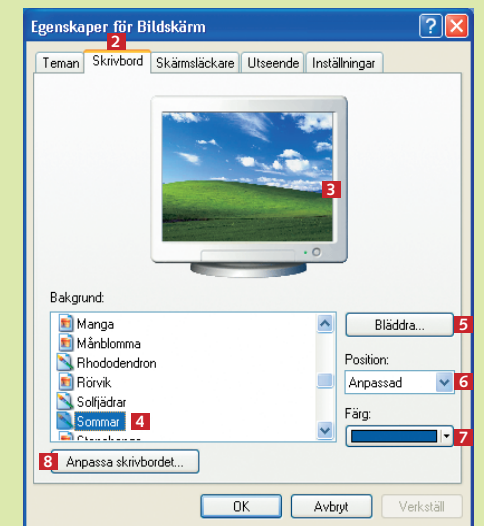 Egenskaper för Bildskärm
2
Teman Skrivbord Skärmsläckare Utseende Inställningar
3
Bakgrund:
Manga
Månblomma
Rhododendron
Rörvik
Solfjädrar
Sommar 4
Stonehenge
Bläddra... 5
Position:
Anpassad 6
Färg:
7
8 Anpassa skrivbordet...
OK Avbryt Verkställ